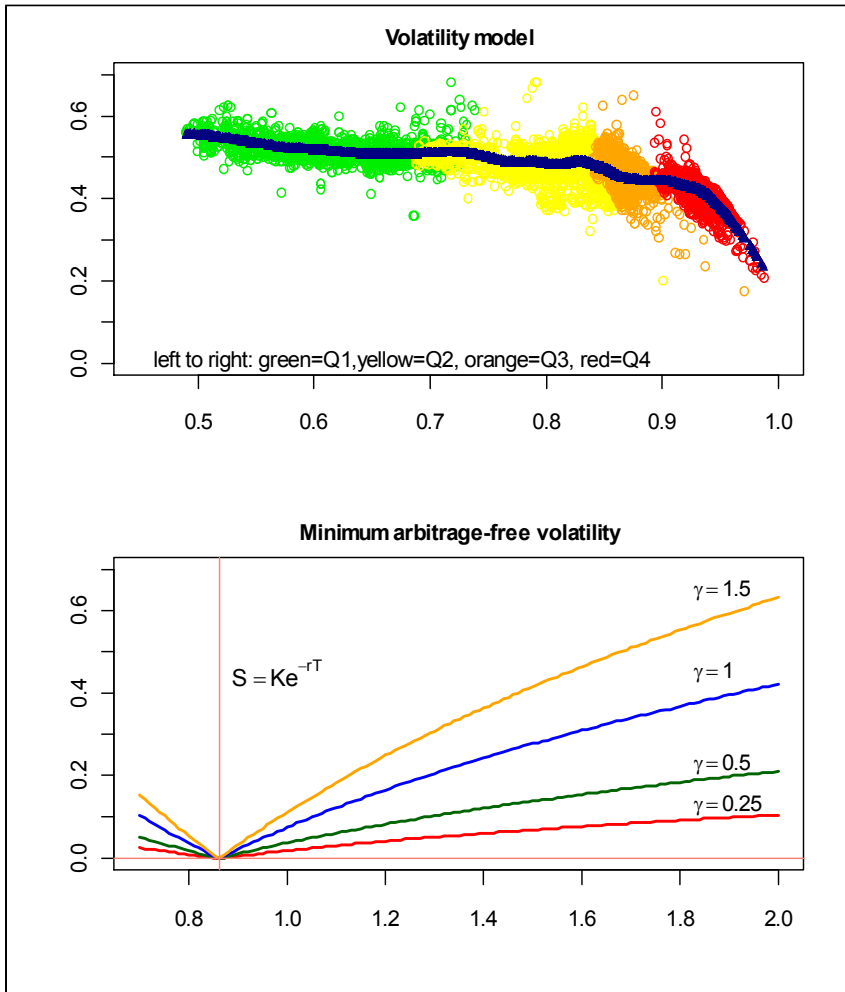 Volatility model
0.6
0.4
0.2
0.0
left to right: green=Q1,yellow=Q2, orange=Q3, red=Q4
0.5 0.6 0.7 0.8 0.9 1.0
Minimum arbitrage-free volatility
0.6
0.4
0.2
0.0
γ = 1.5
S = Ke^−rT
γ = 1
γ = 0.5
γ = 0.25
0.8 1.0 1.2 1.4 1.6 1.8 2.0